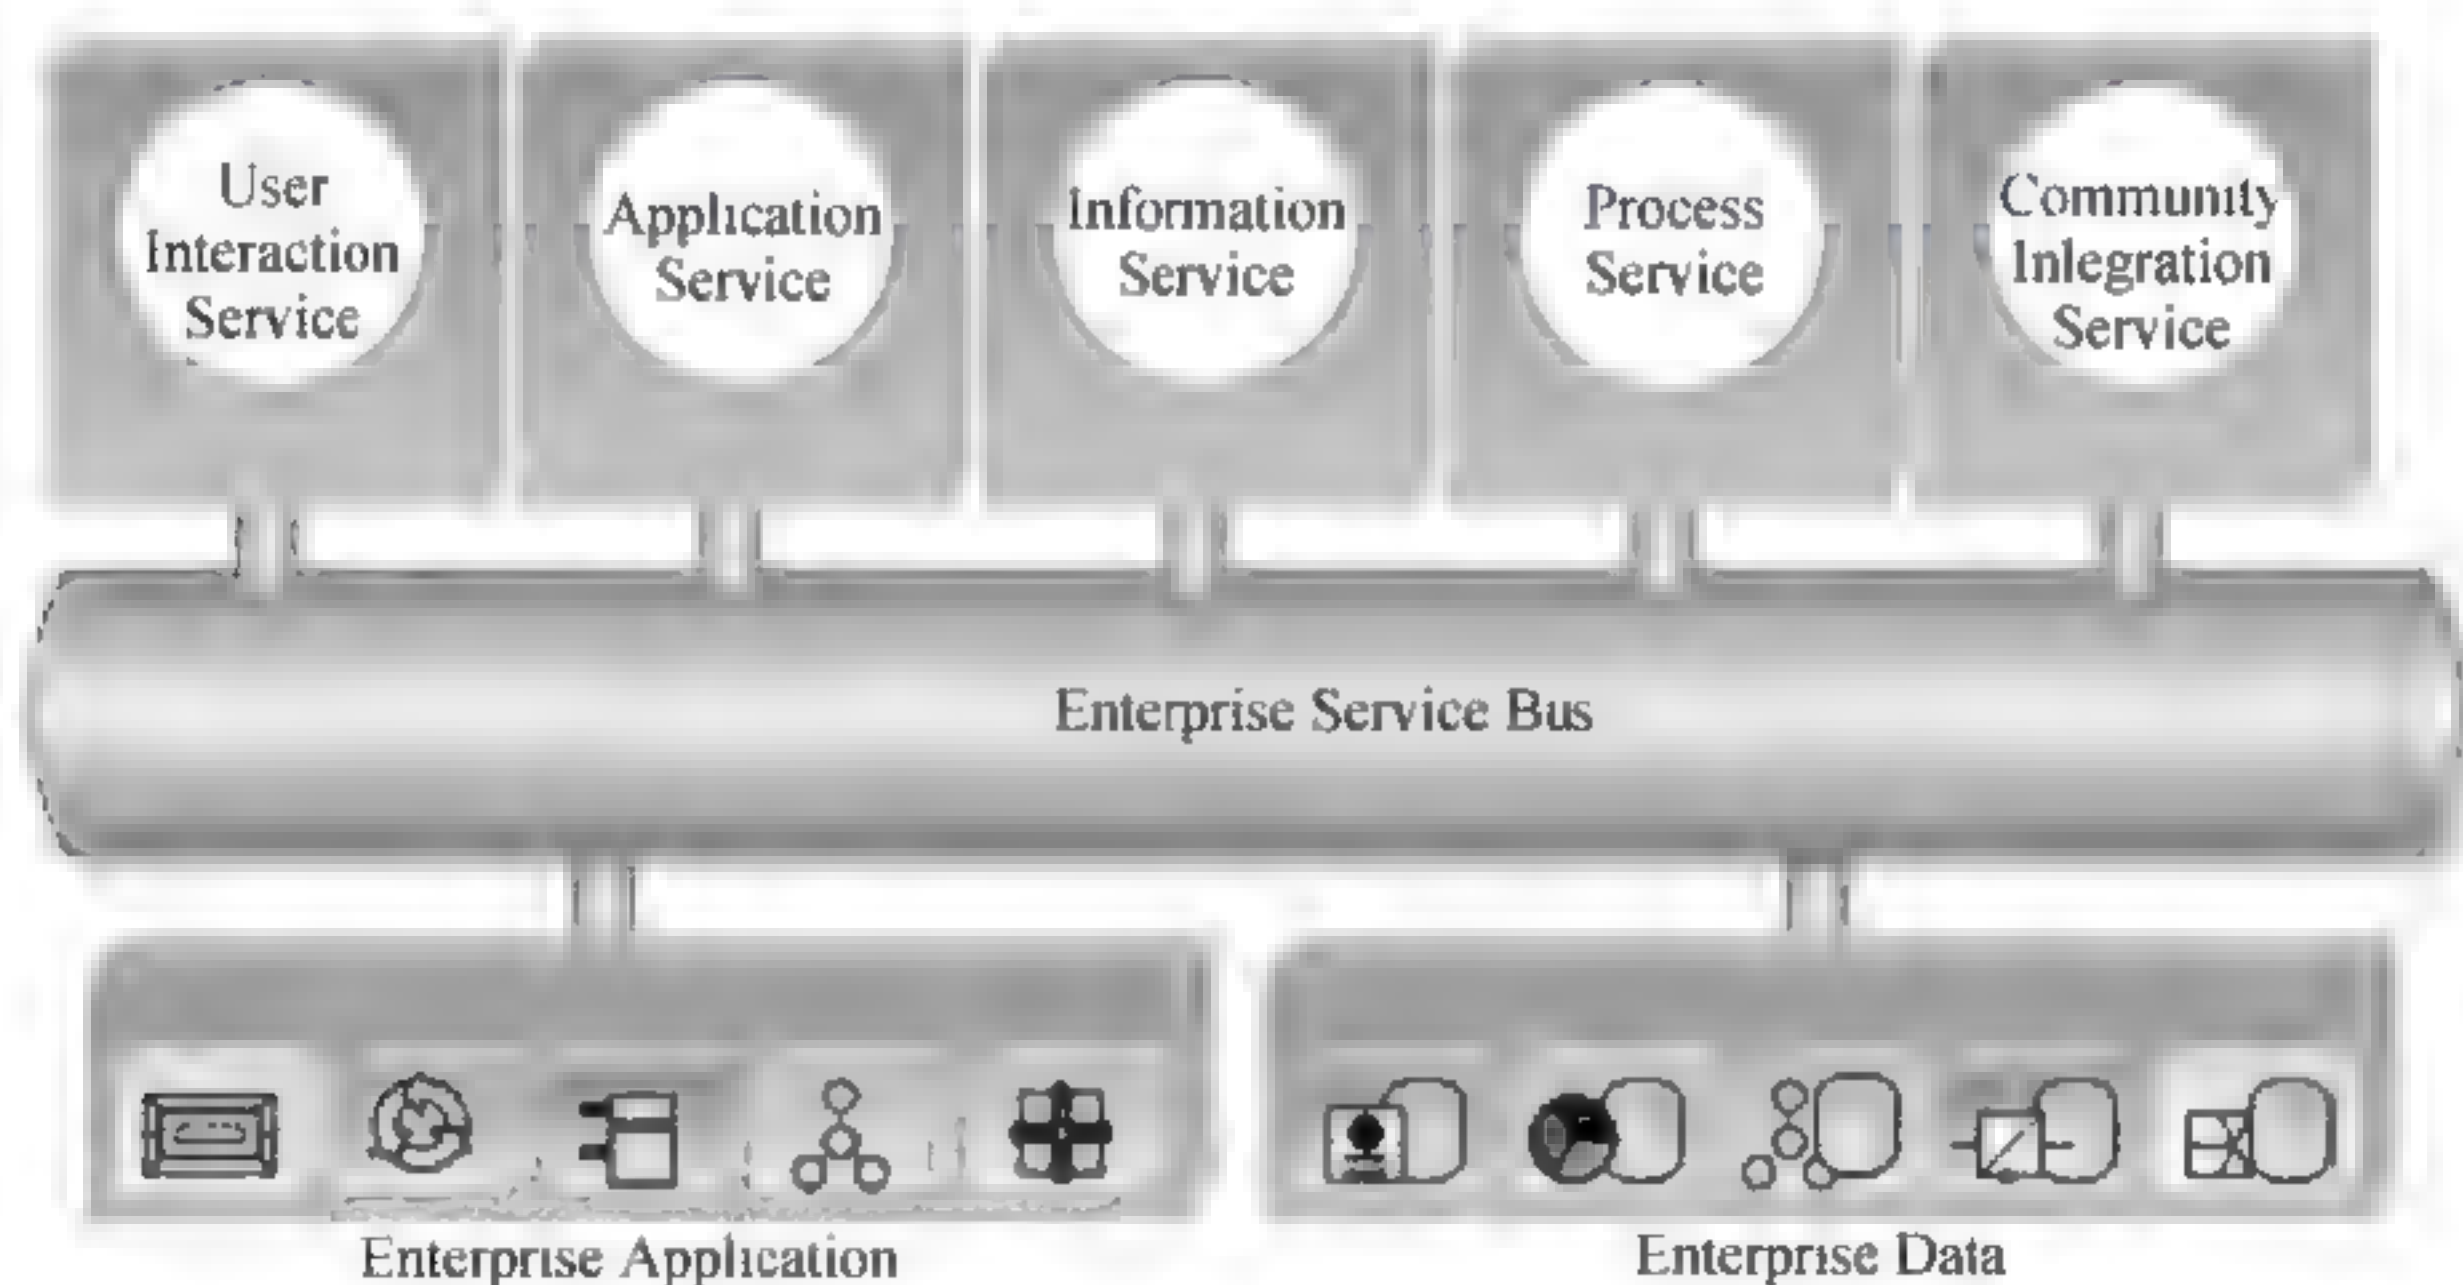 User
Interaction
Service
Application
Service
Information
Service
Process
Service
Community
Inlegration
Service
Enterprise Service Bus
Enterprise Application
Enterprise Data